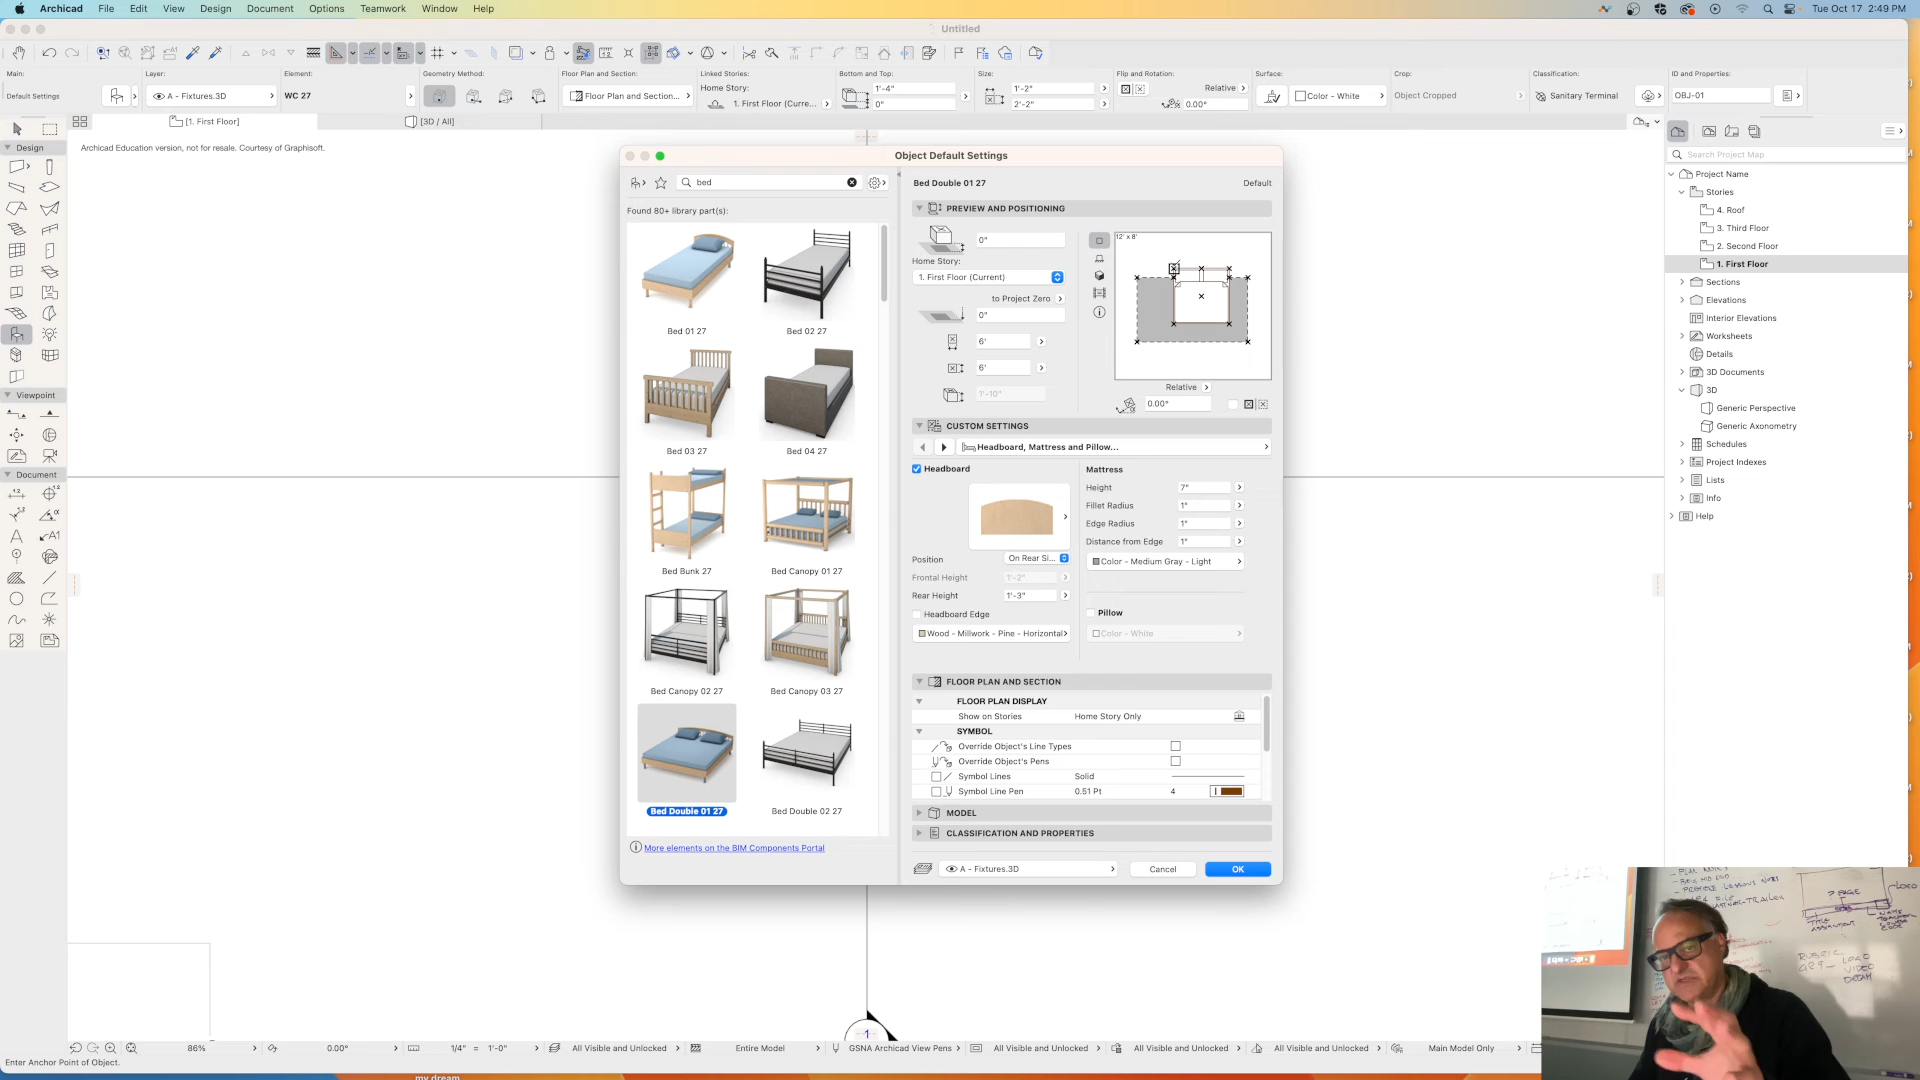 Archicad File Edit View Design Document Options Teamwork Window Help
Tue Oct 17 2:49 PM
Untitled
Main: Layer: Element: Geometry Method: Floor Plan and Section: Linked Stories: Bottom and Top: Size: Flip and Rotation: Surface: Crop: Classification: ID and Properties:
Home Story: 1'-4" 1'-2" Relative
Default Settings A - Fixtures.3D WC 27 Floor Plan and Section... 1. First Floor (Curre... 0" 2'-2" 0.00° Color - White Object Cropped Sanitary Terminal OBJ-01
[1. First Floor] [3D / All]
Archicad Education version, not for resale. Courtesy of Graphisoft.
Design
Viewpoint
Document
Object Default Settings
bed
Found 80+ library part(s):
Bed 01 27 Bed 02 27
Bed 03 27 Bed 04 27
Bed Bunk 27 Bed Canopy 01 27
Bed Canopy 02 27 Bed Canopy 03 27
Bed Double 01 27 Bed Double 02 27
More elements on the BIM Components Portal
Bed Double 01 27 Default
PREVIEW AND POSITIONING
0"
Home Story:
1. First Floor (Current)
to Project Zero
0"
6'
6'
1'-10"
12' x 8'
Relative
0.00°
CUSTOM SETTINGS
Headboard, Mattress and Pillow...
Headboard
Position On Rear Si...
Frontal Height 1'-2"
Rear Height 1'-3"
Headboard Edge
Wood - Millwork - Pine - Horizontal
Mattress
Height 7"
Fillet Radius 1"
Edge Radius 1"
Distance from Edge 1"
Color - Medium Gray - Light
Pillow
Color - White
FLOOR PLAN AND SECTION
FLOOR PLAN DISPLAY
Show on Stories Home Story Only
SYMBOL
Override Object's Line Types
Override Object's Pens
Symbol Lines Solid
Symbol Line Pen 0.51 Pt 4
MODEL
CLASSIFICATION AND PROPERTIES
A - Fixtures.3D Cancel OK
Search Project Map
Project Name
Stories
4. Roof
3. Third Floor
2. Second Floor
1. First Floor
Sections
Elevations
Interior Elevations
Worksheets
Details
3D Documents
3D
Generic Perspective
Generic Axonometry
Schedules
Project Indexes
Lists
Info
Help
1
86% 0.00° 1/4" = 1'-0" All Visible and Unlocked Entire Model GSNA Archicad View Pens All Visible and Unlocked All Visible and Unlocked All Visible and Unlocked Main Model Only
Enter Anchor Point of Object.
my dream
? PAGE
LOGO
TITLE
ASSIGNMENT
RUBRIC
LOGO
VIDEO
DREAM